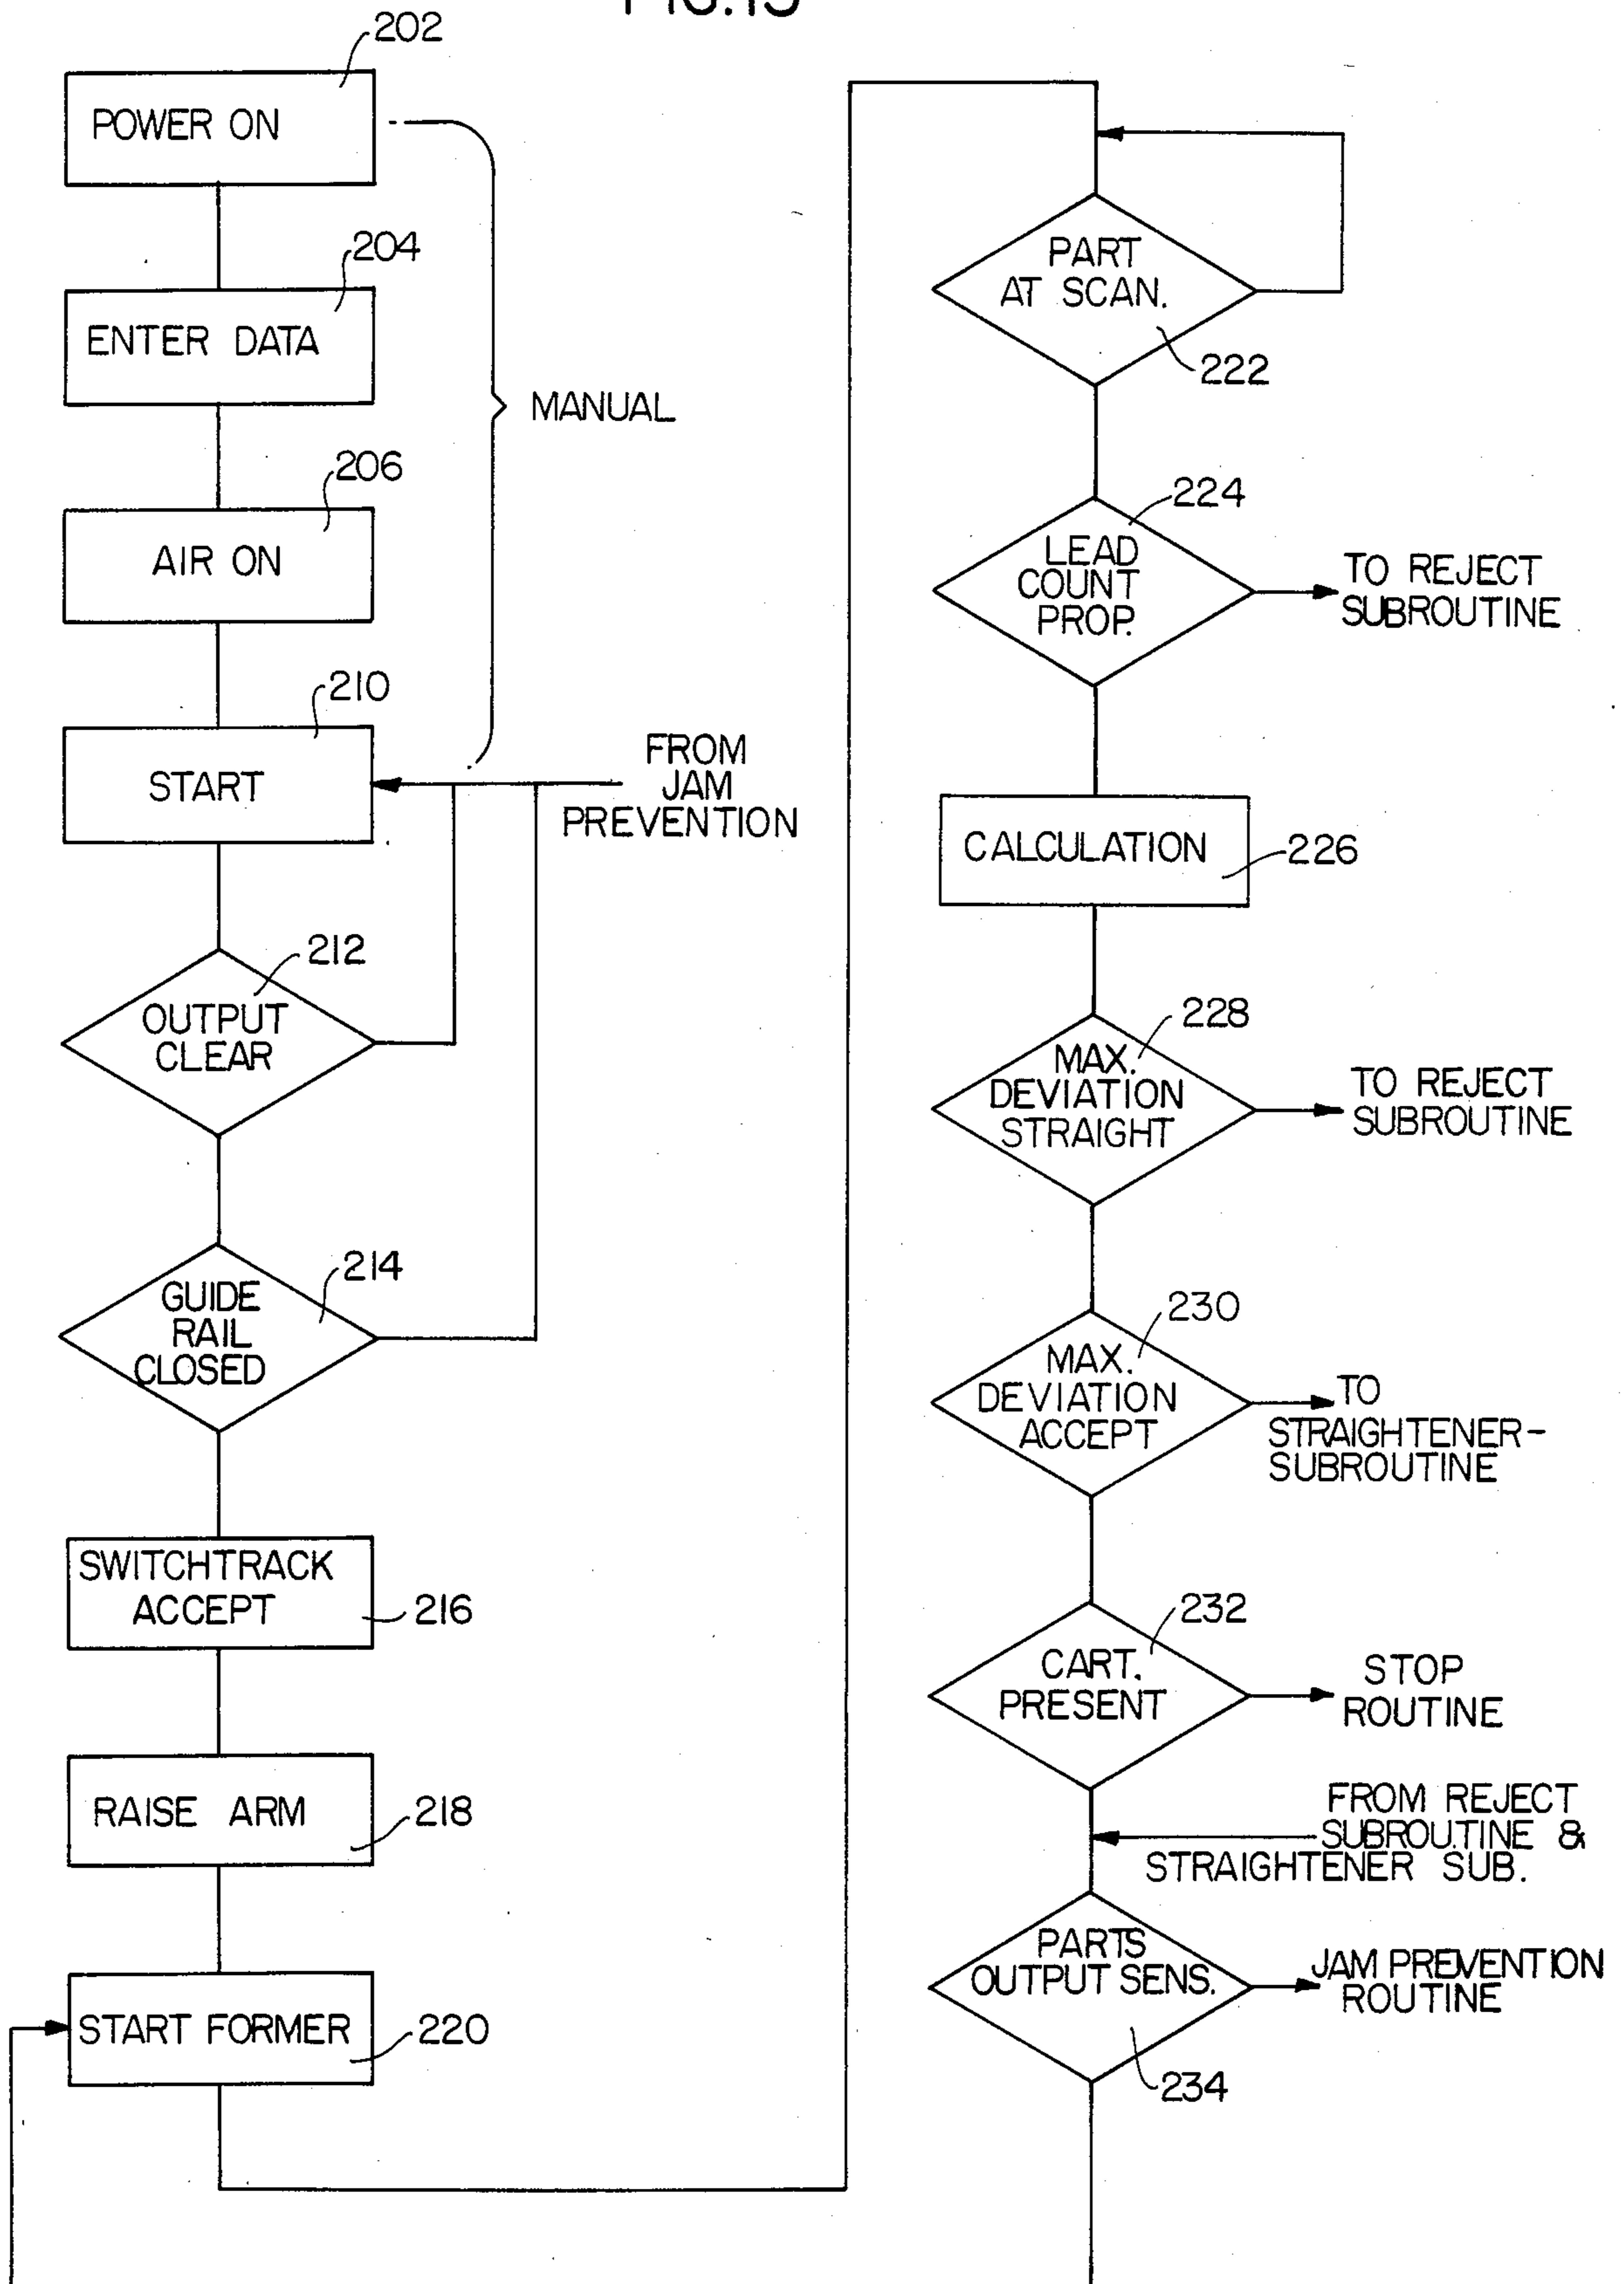 FIG.13
202
POWER ON
204
ENTER DATA
MANUAL
206
AIR ON
210
START
FROM
JAM
PREVENTION
212
OUTPUT
CLEAR
214
GUIDE
RAIL
CLOSED
SWITCHTRACK
ACCEPT
216
RAISE ARM
218
START FORMER
220
PART
AT SCAN.
222
224
LEAD
COUNT
PROP.
TO REJECT
SUBROUTINE
CALCULATION
226
228
MAX.
DEVIATION
STRAIGHT
TO REJECT
SUBROUTINE
230
MAX.
DEVIATION
ACCEPT
TO
STRAIGHTENER-
SUBROUTINE
232
CART.
PRESENT
STOP
ROUTINE
FROM REJECT
SUBROUTINE &
STRAIGHTENER SUB.
PARTS
OUTPUT SENS.
JAM PREVENTION
ROUTINE
234